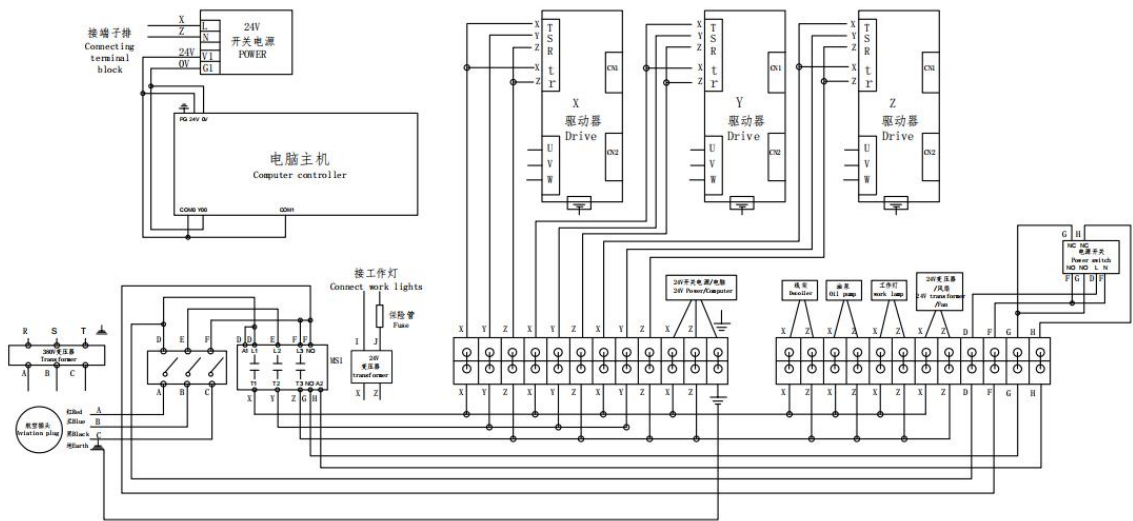 接端子排
Connecting
terminal
block
X
Z
24V
0V
L
N
V1
G1
24V
开关电源
POWER
PG 24V 0V
电脑主机
Computer controller
COM0 Y00
COM1
X
Y
Z
X
Z
T
S
R
t
r
CN1
X
驱动器
Drive
U
V
W
CN2
X
Y
Z
X
Z
T
S
R
t
r
CN1
Y
驱动器
Drive
U
V
W
CN2
X
Y
Z
X
Z
T
S
R
t
r
CN1
Z
驱动器
Drive
U
V
W
CN2
G H
NC NC
电源开关
Power switch
NO NO L N
F G D F
接工作灯
Connect work lights
保险管
Fuse
I J
24V
变压器
transformer
X Z
R S T
380V变压器
Transformer
A B C
D E F
A B C
D D E F F
A1 L1 L2 L3 NO
MS1
T1 T2 T3 NO A2
X Y Z G H
航空插头
Aviation plug
红Red A
蓝Blue B
黑Black C
地Earth
24V开关电源/电脑
24V Power/Computer
X Y Z X Y Z X Y Z X Z
X Y Z X Y Z X Y Z X Z
Decoiler
油泵
Oil pump
工作灯
work lamp
24V变压器
/风扇
24V transformer
/Fan
X Z X Z X Z X Z D F G H
X Z X Z X Z X Z D F G H